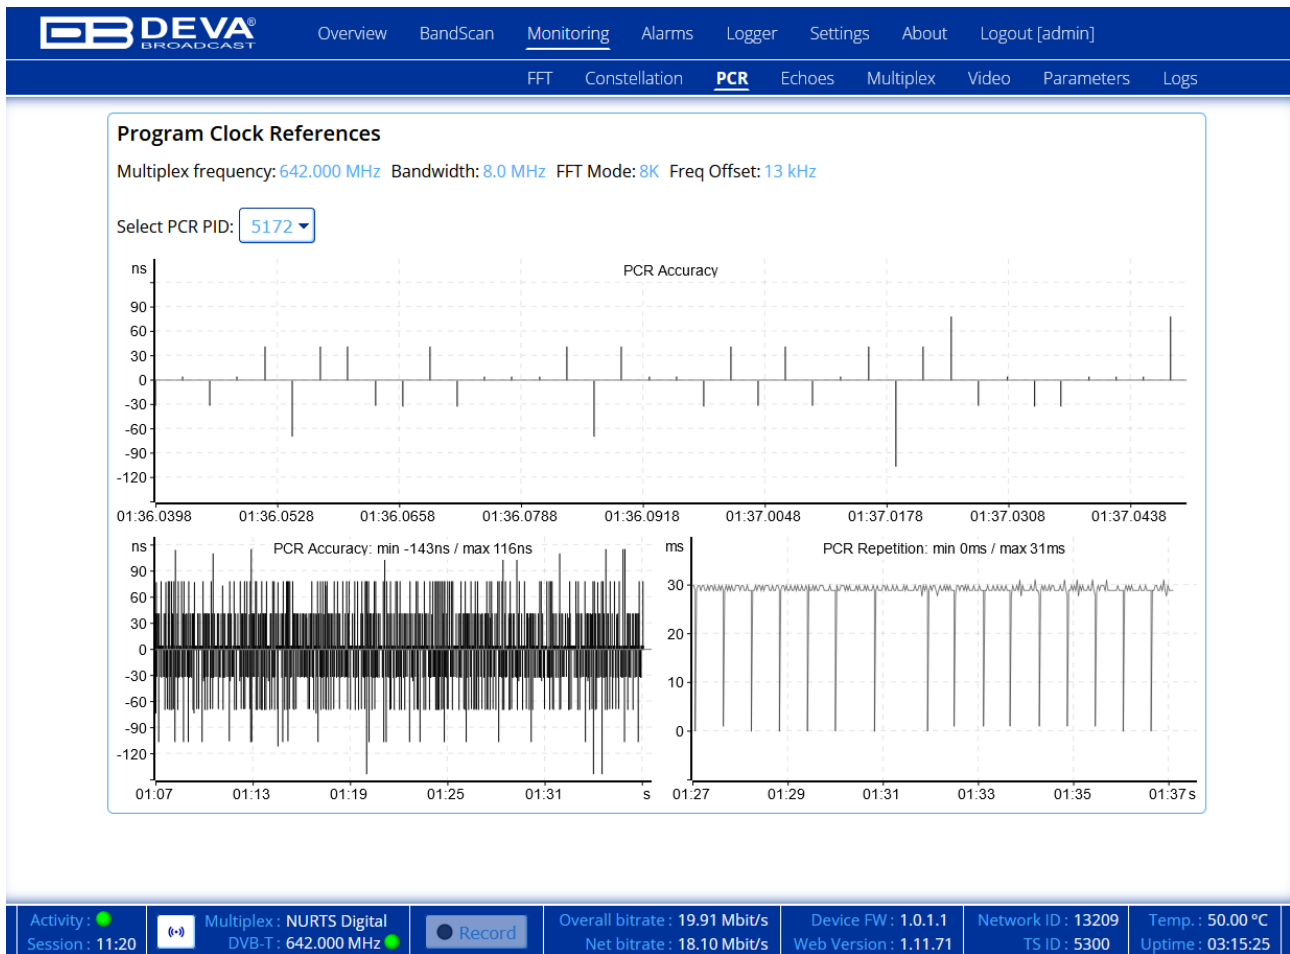 DEVA®
BROADCAST
Overview BandScan Monitoring Alarms Logger Settings About Logout [admin]
FFT Constellation PCR Echoes Multiplex Video Parameters Logs
Program Clock References
Multiplex frequency: 642.000 MHz Bandwidth: 8.0 MHz FFT Mode: 8K Freq Offset: 13 kHz
Select PCR PID: 5172
ns PCR Accuracy
90
60
30
0
-30
-60
-90
-120
01:36.0398 01:36.0528 01:36.0658 01:36.0788 01:36.0918 01:37.0048 01:37.0178 01:37.0308 01:37.0438
ns PCR Accuracy: min -143ns / max 116ns
90
60
30
0
-30
-60
-90
-120
01:07 01:13 01:19 01:25 01:31 s
ms PCR Repetition: min 0ms / max 31ms
30
20
10
0
01:27 01:29 01:31 01:33 01:35 01:37 s
Activity : Multiplex : NURTS Digital Record Overall bitrate : 19.91 Mbit/s Device FW : 1.0.1.1 Network ID : 13209 Temp. : 50.00 °C
Session : 11:20 DVB-T : 642.000 MHz Net bitrate : 18.10 Mbit/s Web Version : 1.11.71 TS ID : 5300 Uptime : 03:15:25